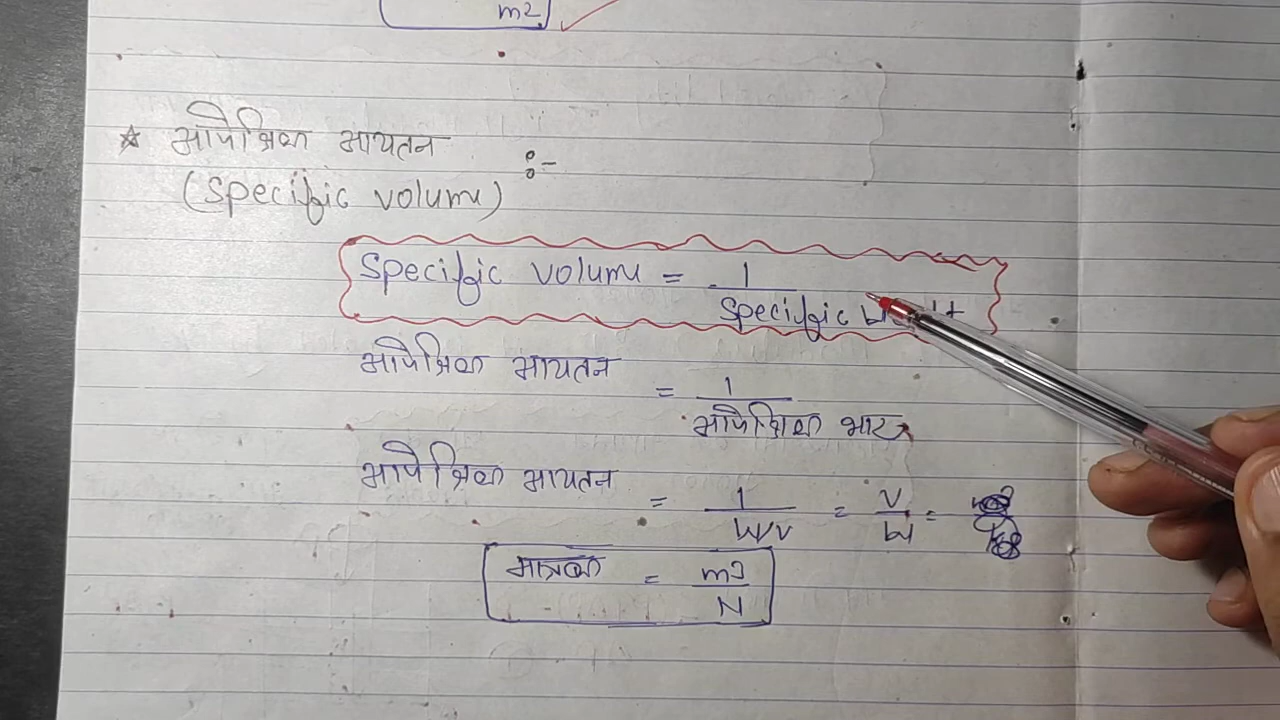 m2
☆ आपेक्षिक आयतन :-
(Specific volume)
Specific volume = 1 / Specific
आपेक्षिक आयतन = 1 / आपेक्षिक भार
आपेक्षिक आयतन = 1 / W/V = V / W =
मात्रक = m3 / N